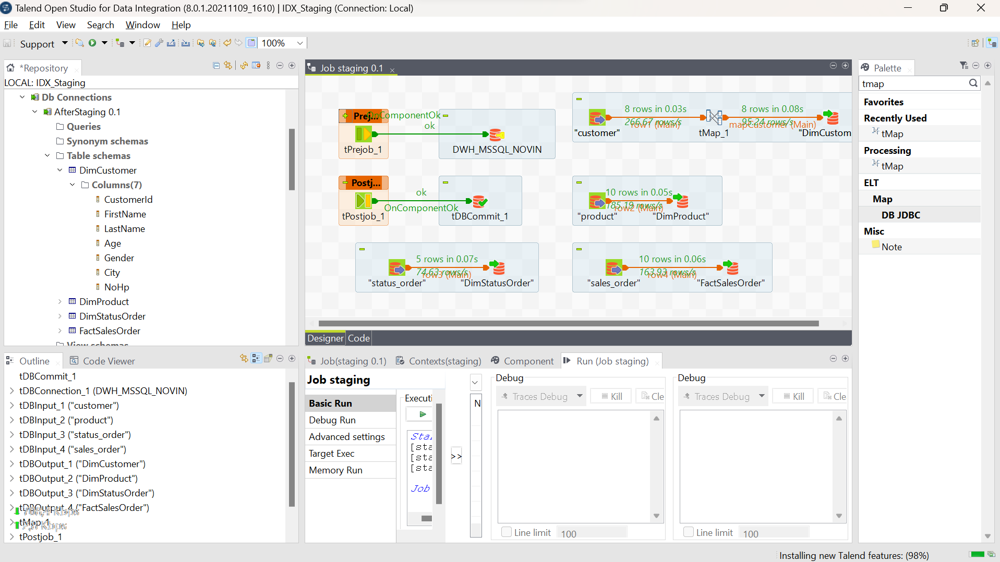 Talend Open Studio for Data Integration (8.0.1.20211109_1610) | IDX_Staging (Connection: Local)
File Edit View Search Window Help
Support 100%
*Repository
LOCAL: IDX_Staging
Db Connections
AfterStaging 0.1
Queries
Synonym schemas
Table schemas
DimCustomer
Columns(7)
CustomerId
FirstName
LastName
Age
Gender
City
NoHp
DimProduct
DimStatusOrder
FactSalesOrder
View schemas
Job staging 0.1
Prej...
OnComponentOk
ok
tPrejob_1
DWH_MSSQL_NOVIN
8 rows in 0.03s
266.67 rows/s
row1 (Main)
8 rows in 0.08s
95.24 rows/s
mapCustomer (Main)
"customer"
tMap_1
"DimCustom
Postj...
ok
OnComponentOk
tPostjob_1
tDBCommit_1
10 rows in 0.05s
185.19 rows/s
row2 (Main)
"product"
"DimProduct"
5 rows in 0.07s
74.63 rows/s
row3 (Main)
"status_order"
"DimStatusOrder"
10 rows in 0.06s
163.93 rows/s
row4 (Main)
"sales_order"
"FactSalesOrder"
Designer Code
Palette
tmap
Favorites
Recently Used
tMap
Processing
tMap
ELT
Map
DB JDBC
Misc
Note
Outline Code Viewer
tDBCommit_1
tDBConnection_1 (DWH_MSSQL_NOVIN)
tDBInput_1 ("customer")
tDBInput_2 ("product")
tDBInput_3 ("status_order")
tDBInput_4 ("sales_order")
tDBOutput_1 ("DimCustomer")
tDBOutput_2 ("DimProduct")
tDBOutput_3 ("DimStatusOrder")
tDBOutput_4 ("FactSalesOrder")
Kbps
tMap_1
Kbps
tPostjob_1
Job(staging 0.1) Contexts(staging) Component Run (Job staging)
Job staging
Basic Run
Debug Run
Advanced settings
Target Exec
Memory Run
Executi
Sta
[sta
[sta
[sta
Job
>>
N
Debug
Traces Debug Kill Cle
Line limit 100
Debug
Traces Debug Kill Cle
Line limit 100
Installing new Talend features: (98%)